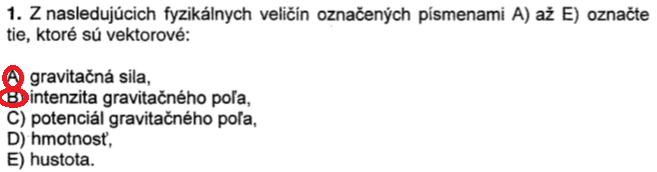 1. Z nasledujúcich fyzikálnych veličín označených písmenami A) až E) označte
tie, ktoré sú vektorové:
A) gravitačná sila,
B) intenzita gravitačného poľa,
C) potenciál gravitačného poľa,
D) hmotnosť,
E) hustota.